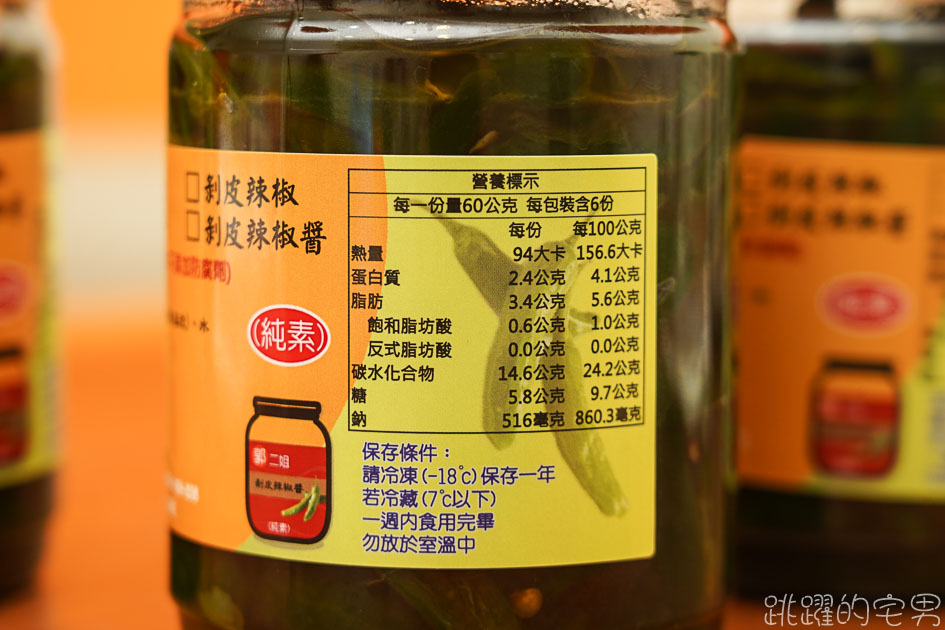 □剝皮辣椒
□剝皮辣椒醬
加防腐劑)
水
(純素)
郭二姐
剝皮辣椒醬
(純素)
營養標示
每一份量60公克 每包裝含6份
每份 每100公克
熱量 94大卡 156.6大卡
蛋白質 2.4公克 4.1公克
脂肪 3.4公克 5.6公克
飽和脂坊酸 0.6公克 1.0公克
反式脂坊酸 0.0公克 0.0公克
碳水化合物 14.6公克 24.2公克
糖 5.8公克 9.7公克
鈉 516毫克 860.3毫克
保存條件：
請冷凍(-18℃)保存一年
若冷藏(7℃以下)
一週內食用完畢
勿放於室溫中
跳躍的宅男